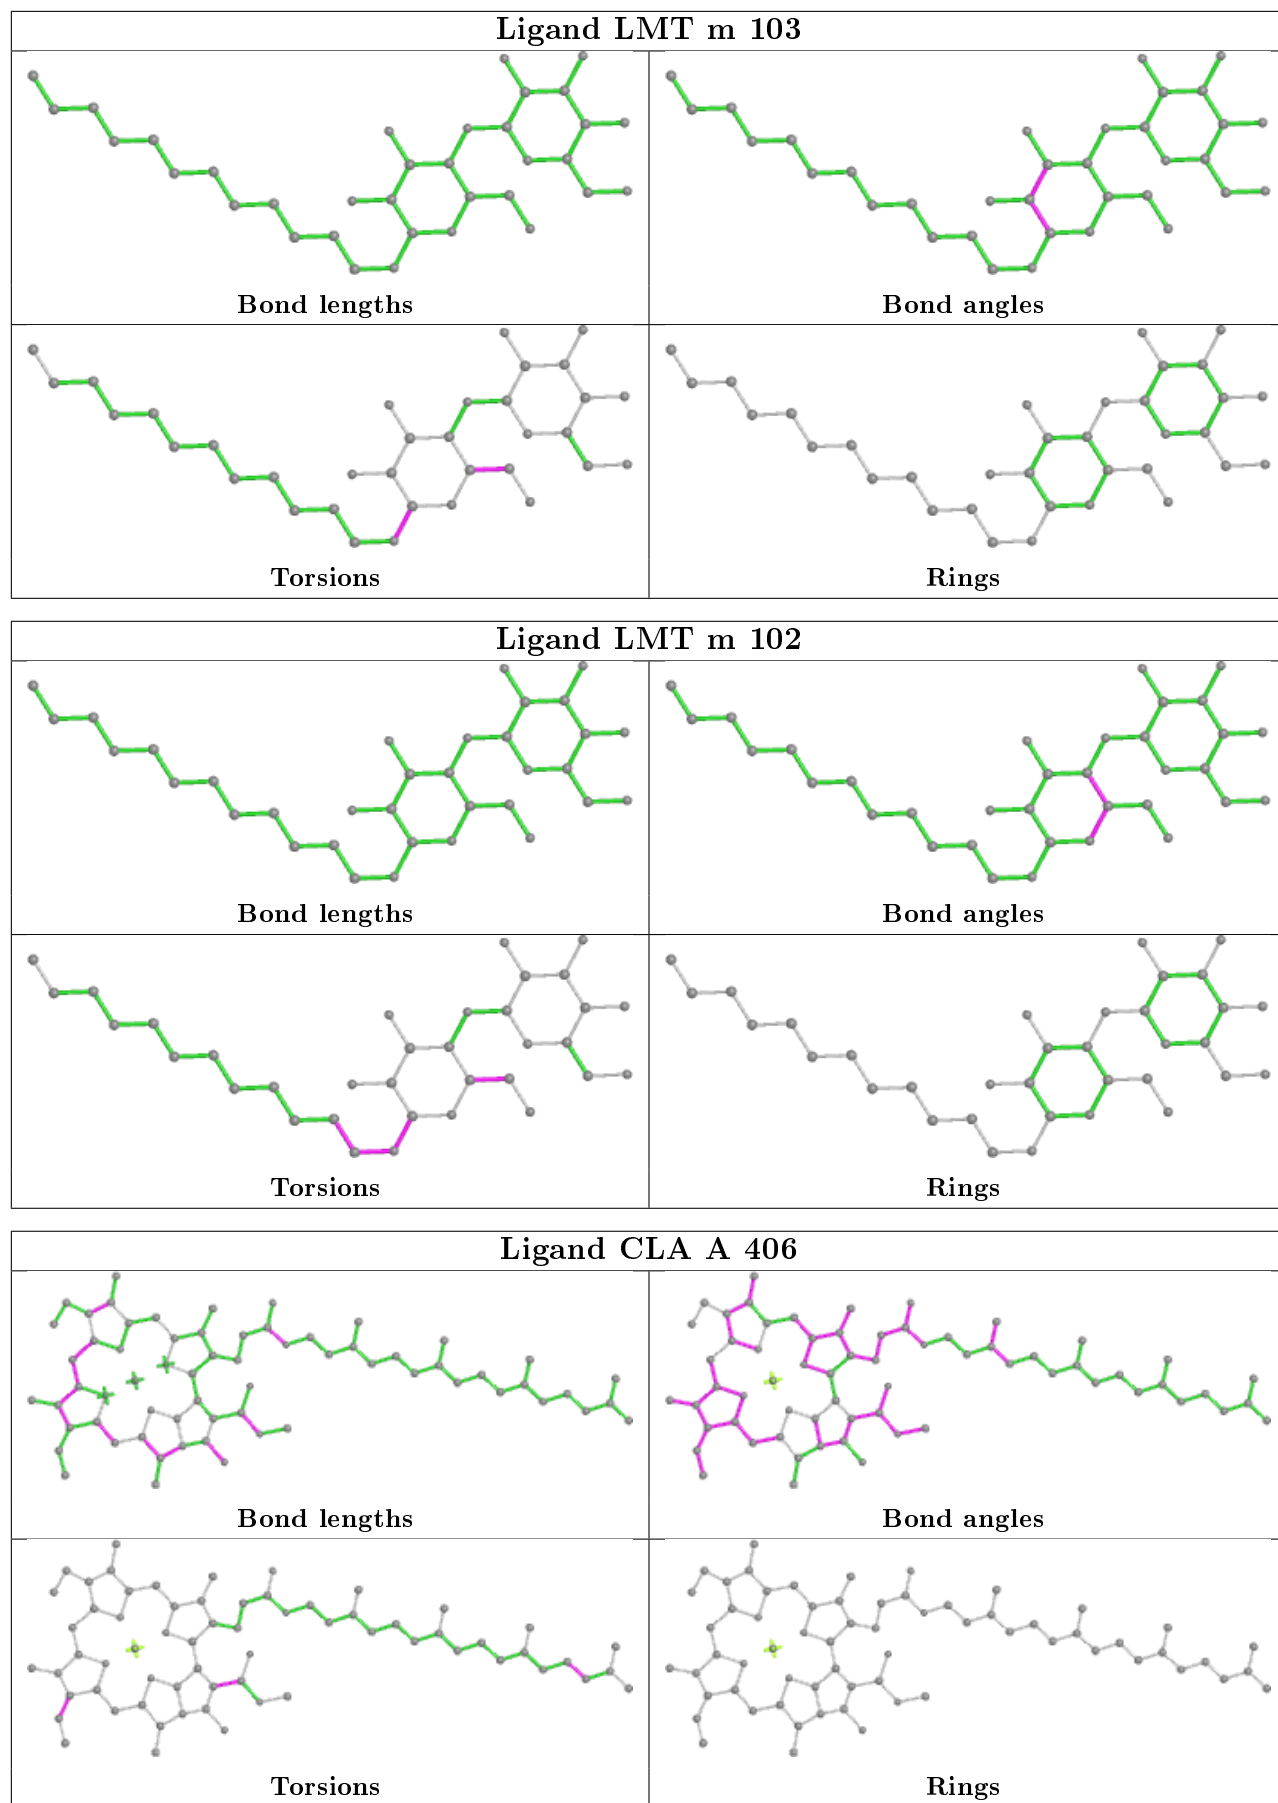 Ligand LMT m 103
Bond lengths
Bond angles
Torsions
Rings
Ligand LMT m 102
Bond lengths
Bond angles
Torsions
Rings
Ligand CLA A 406
Bond lengths
Bond angles
Torsions
Rings